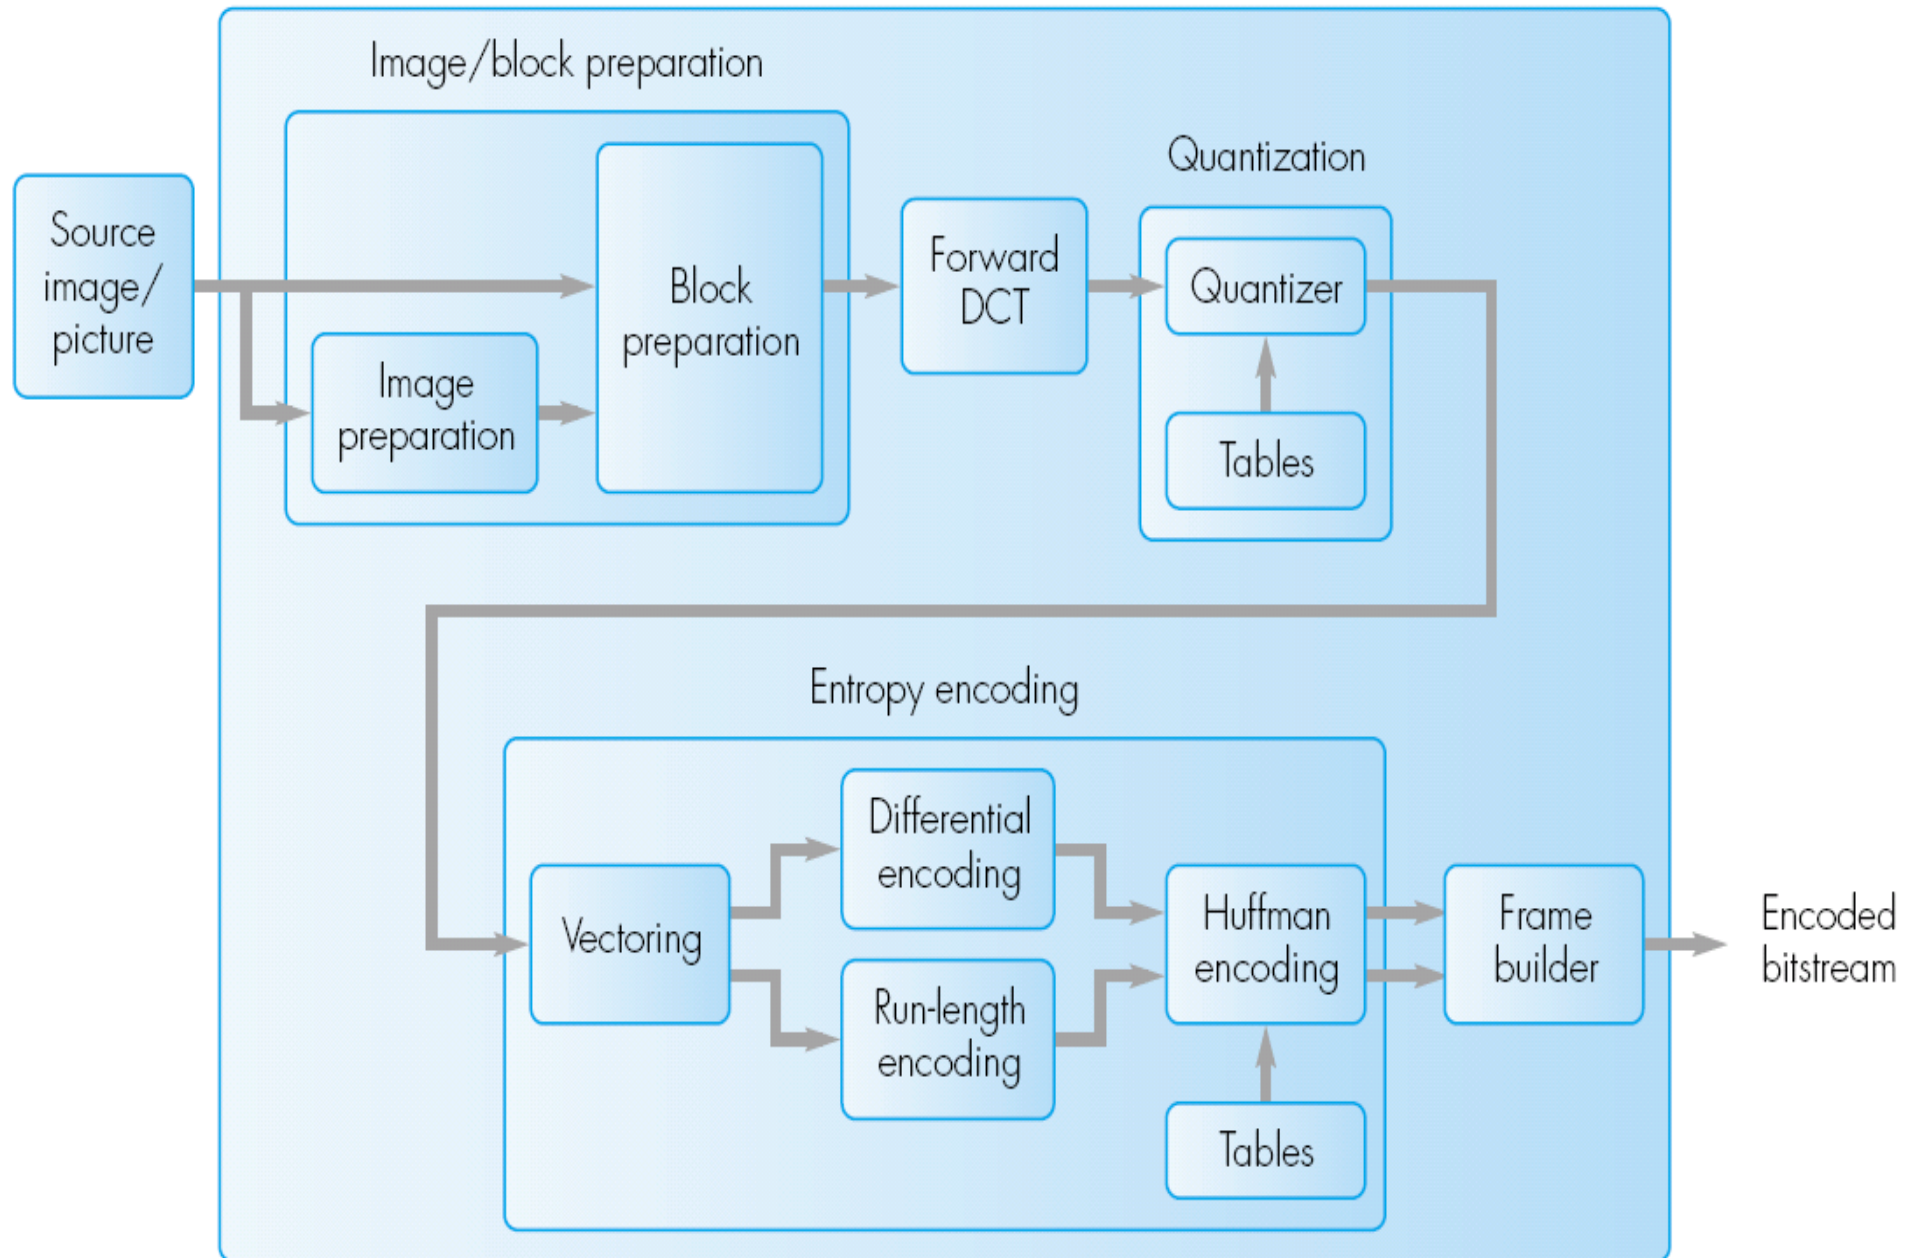 Image/block preparation
Source
image/
picture
Image
preparation
Block
preparation
Forward
DCT
Quantization
Quantizer
Tables
Entropy encoding
Vectoring
Differential
encoding
Run-length
encoding
Huffman
encoding
Tables
Frame
builder
Encoded
bitstream